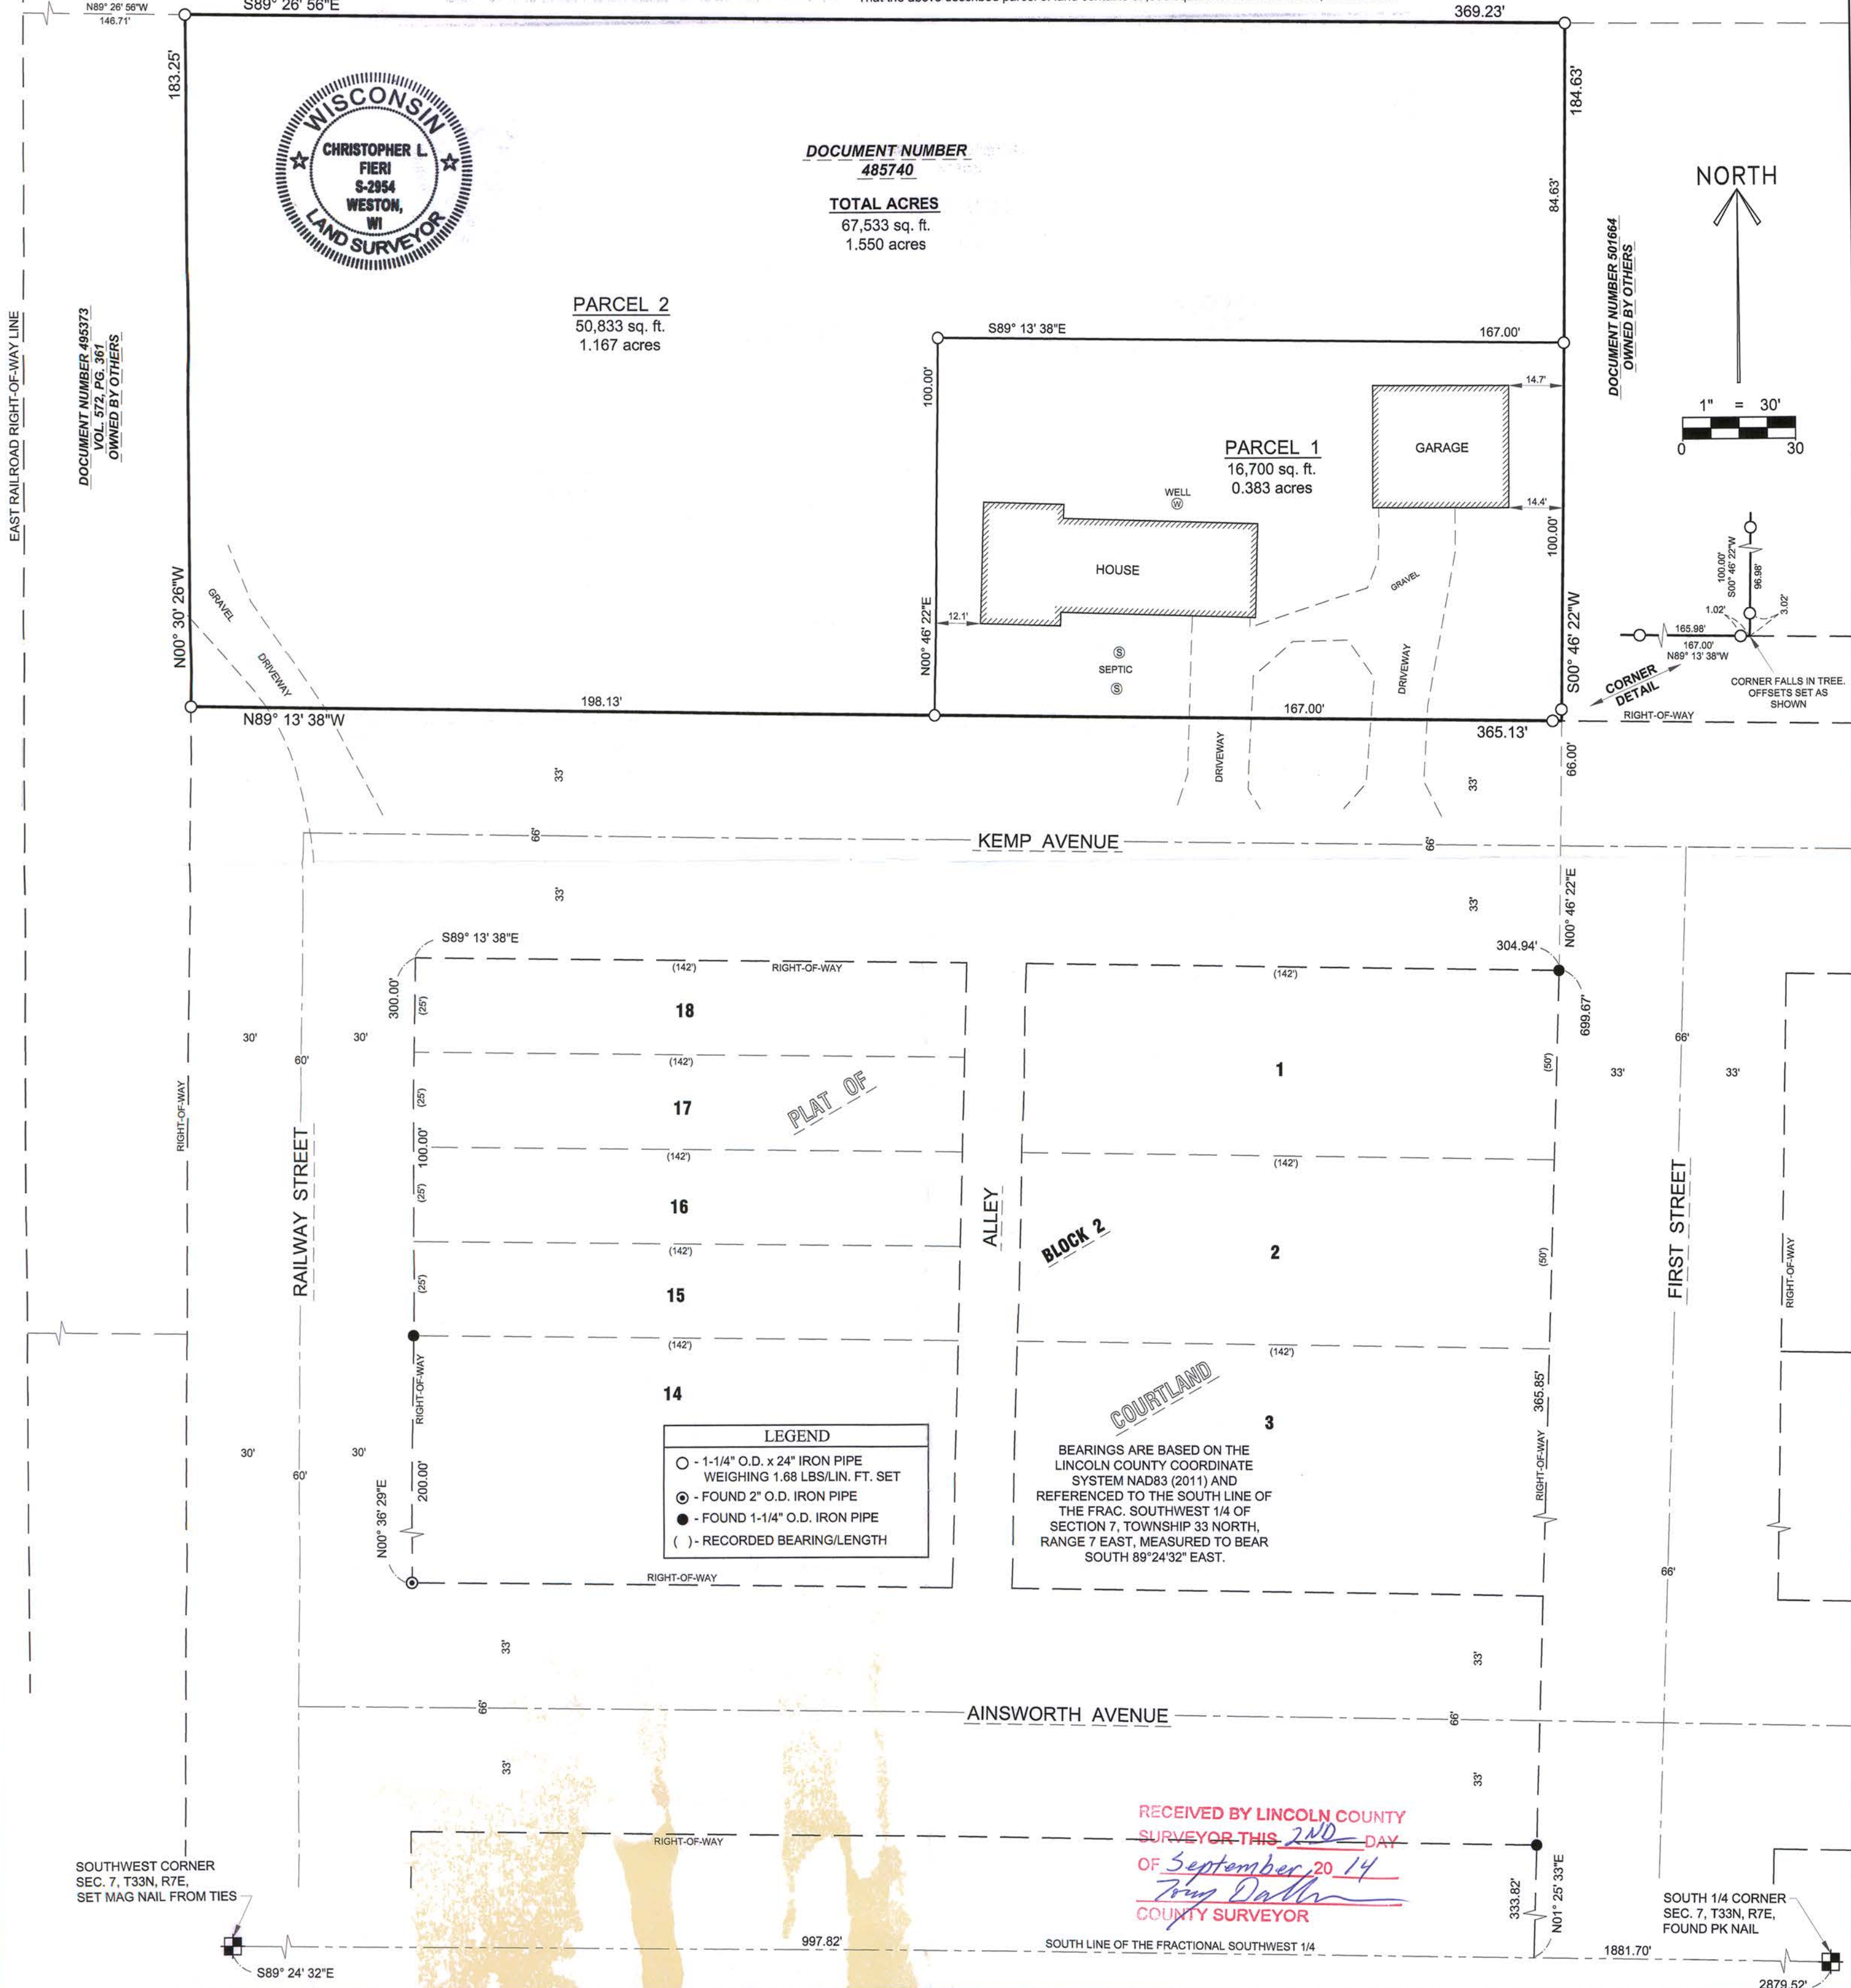 N89° 26' 56"W
146.71'
S89° 26' 56"E
369.23'
183.25'
184.63'
WISCONSIN
CHRISTOPHER L.
FIERI
S-2954
WESTON,
WI
LAND SURVEYOR
DOCUMENT NUMBER
485740
TOTAL ACRES
67,533 sq. ft.
1.550 acres
84.63'
NORTH
DOCUMENT NUMBER 501664
OWNED BY OTHERS
1" = 30'
0 30
EAST RAILROAD RIGHT-OF-WAY LINE
DOCUMENT NUMBER 495373
VOL. 572, PG. 361
OWNED BY OTHERS
PARCEL 2
50,833 sq. ft.
1.167 acres
S89° 13' 38"E
167.00'
100.00'
14.7'
PARCEL 1
16,700 sq. ft.
0.383 acres
GARAGE
14.4'
WELL
W
100.00'
HOUSE
GRAVEL
12.1'
N00° 46' 22"E
S
SEPTIC
S
DRIVEWAY
DRIVEWAY
S00° 46' 22"W
N00° 30' 26"W
GRAVEL
DRIVEWAY
100.00'
S00° 46' 22"W
96.98'
1.02'
3.02'
165.98'
167.00'
N89° 13' 38"W
CORNER
DETAIL
CORNER FALLS IN TREE.
OFFSETS SET AS
SHOWN
RIGHT-OF-WAY
198.13'
N89° 13' 38"W
167.00'
365.13'
66.00'
33'
33'
66'
KEMP AVENUE
66'
33'
33'
N00° 46' 22"E
S89° 13' 38"E
304.94'
699.67'
300.00'
(142')
RIGHT-OF-WAY
(142')
(25')
18
30'
60'
30'
(142')
(25')
17
PLAT OF
1
(50')
66'
33'
33'
RIGHT-OF-WAY
RAILWAY STREET
100.00'
(142')
(142')
(25')
16
ALLEY
BLOCK 2
2
(50')
FIRST STREET
RIGHT-OF-WAY
(142')
(25')
15
(142')
(142')
RIGHT-OF-WAY
14
COURTLAND
3
365.85'
RIGHT-OF-WAY
30'
60'
30'
200.00'
N00° 36' 29"E
LEGEND
- 1-1/4" O.D. x 24" IRON PIPE
WEIGHING 1.68 LBS/LIN. FT. SET
- FOUND 2" O.D. IRON PIPE
- FOUND 1-1/4" O.D. IRON PIPE
( ) - RECORDED BEARING/LENGTH
BEARINGS ARE BASED ON THE
LINCOLN COUNTY COORDINATE
SYSTEM NAD83 (2011) AND
REFERENCED TO THE SOUTH LINE OF
THE FRAC. SOUTHWEST 1/4 OF
SECTION 7, TOWNSHIP 33 NORTH,
RANGE 7 EAST, MEASURED TO BEAR
SOUTH 89°24'32" EAST.
RIGHT-OF-WAY
66'
33'
33'
66'
AINSWORTH AVENUE
66'
33'
33'
RIGHT-OF-WAY
RECEIVED BY LINCOLN COUNTY
SURVEYOR THIS 2ND DAY
OF September, 20 14
COUNTY SURVEYOR
SOUTHWEST CORNER
SEC. 7, T33N, R7E,
SET MAG NAIL FROM TIES
S89° 24' 32"E
997.82'
SOUTH LINE OF THE FRACTIONAL SOUTHWEST 1/4
333.82'
N01° 25' 33"E
SOUTH 1/4 CORNER
SEC. 7, T33N, R7E,
FOUND PK NAIL
1881.70'
2879.52'